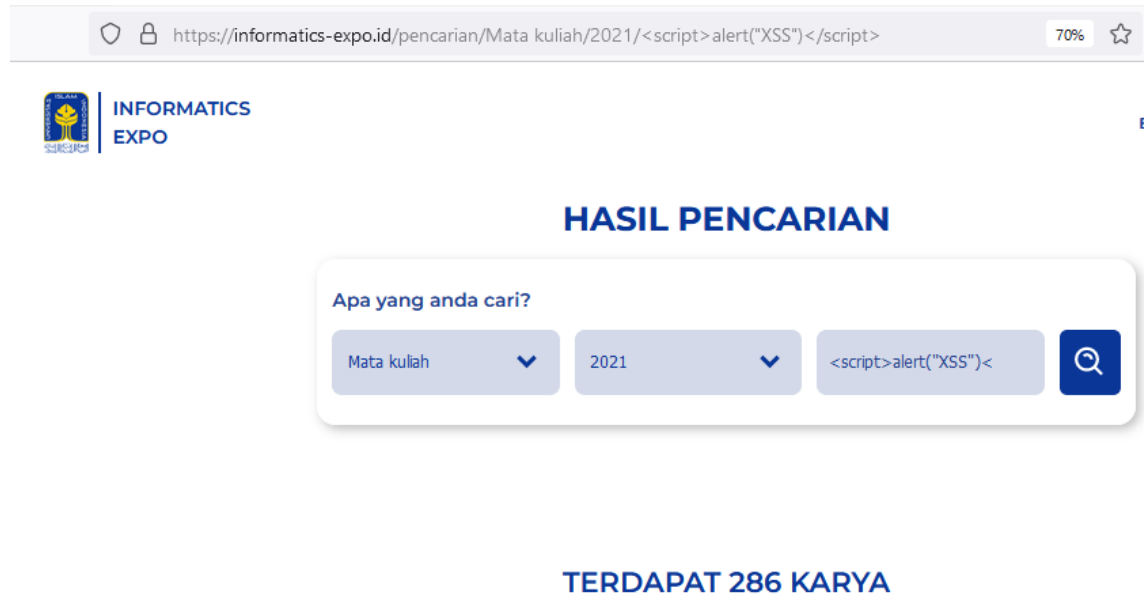 https://informatics-expo.id/pencarian/Mata kuliah/2021/<script>alert("XSS")</script>
70%
INFORMATICS
EXPO
HASIL PENCARIAN
Apa yang anda cari?
Mata kuliah
2021
<script>alert("XSS")<
TERDAPAT 286 KARYA